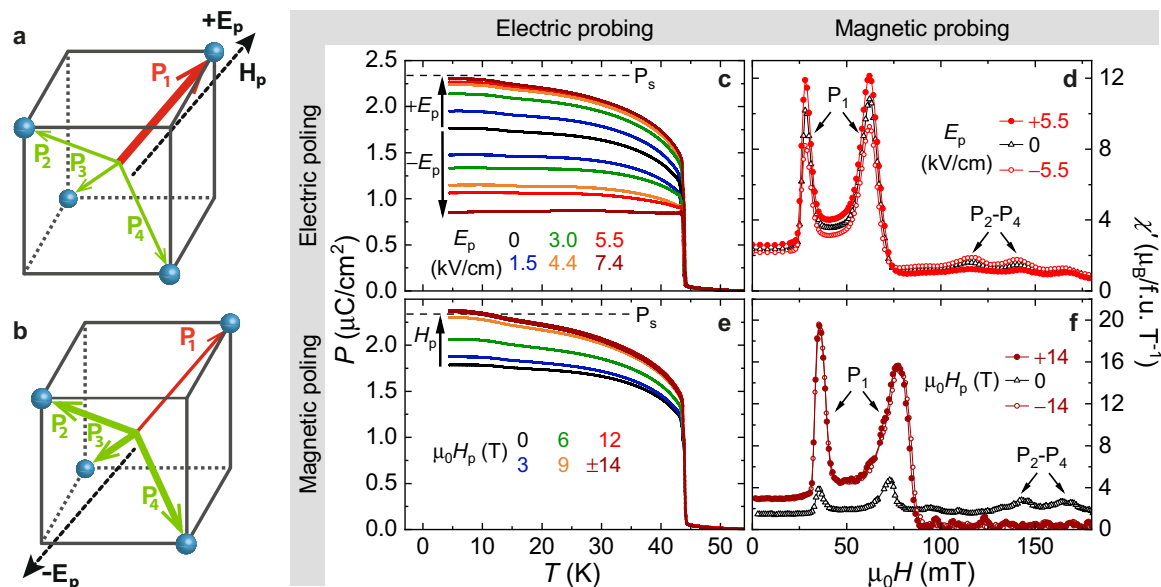 Electric probing
Magnetic probing
Electric poling
Magnetic poling
a
+Eₚ
Hₚ
P₁
P₂
P₃
P₄
b
P₁
P₂
P₃
P₄
-Eₚ
c
2.5
2.0
1.5
1.0
0.5
0.0
Pₛ
+Eₚ
−Eₚ
Eₚ 0 3.0 5.5
(kV/cm) 1.5 4.4 7.4
P (μC/cm²)
d
12
8
4
0
P₁
Eₚ
(kV/cm)
+5.5
0
−5.5
P₂-P₄
χ' (μ_B/f.u. T⁻¹)
e
2.0
1.5
1.0
0.5
0.0
Pₛ
Hₚ
μ₀Hₚ (T) 0 6 12
3 9 ±14
0 10 20 30 40 50
T (K)
f
20
16
12
8
4
0
P₁
μ₀Hₚ (T)
+14
0
−14
P₂-P₄
0 50 100 150
μ₀H (mT)